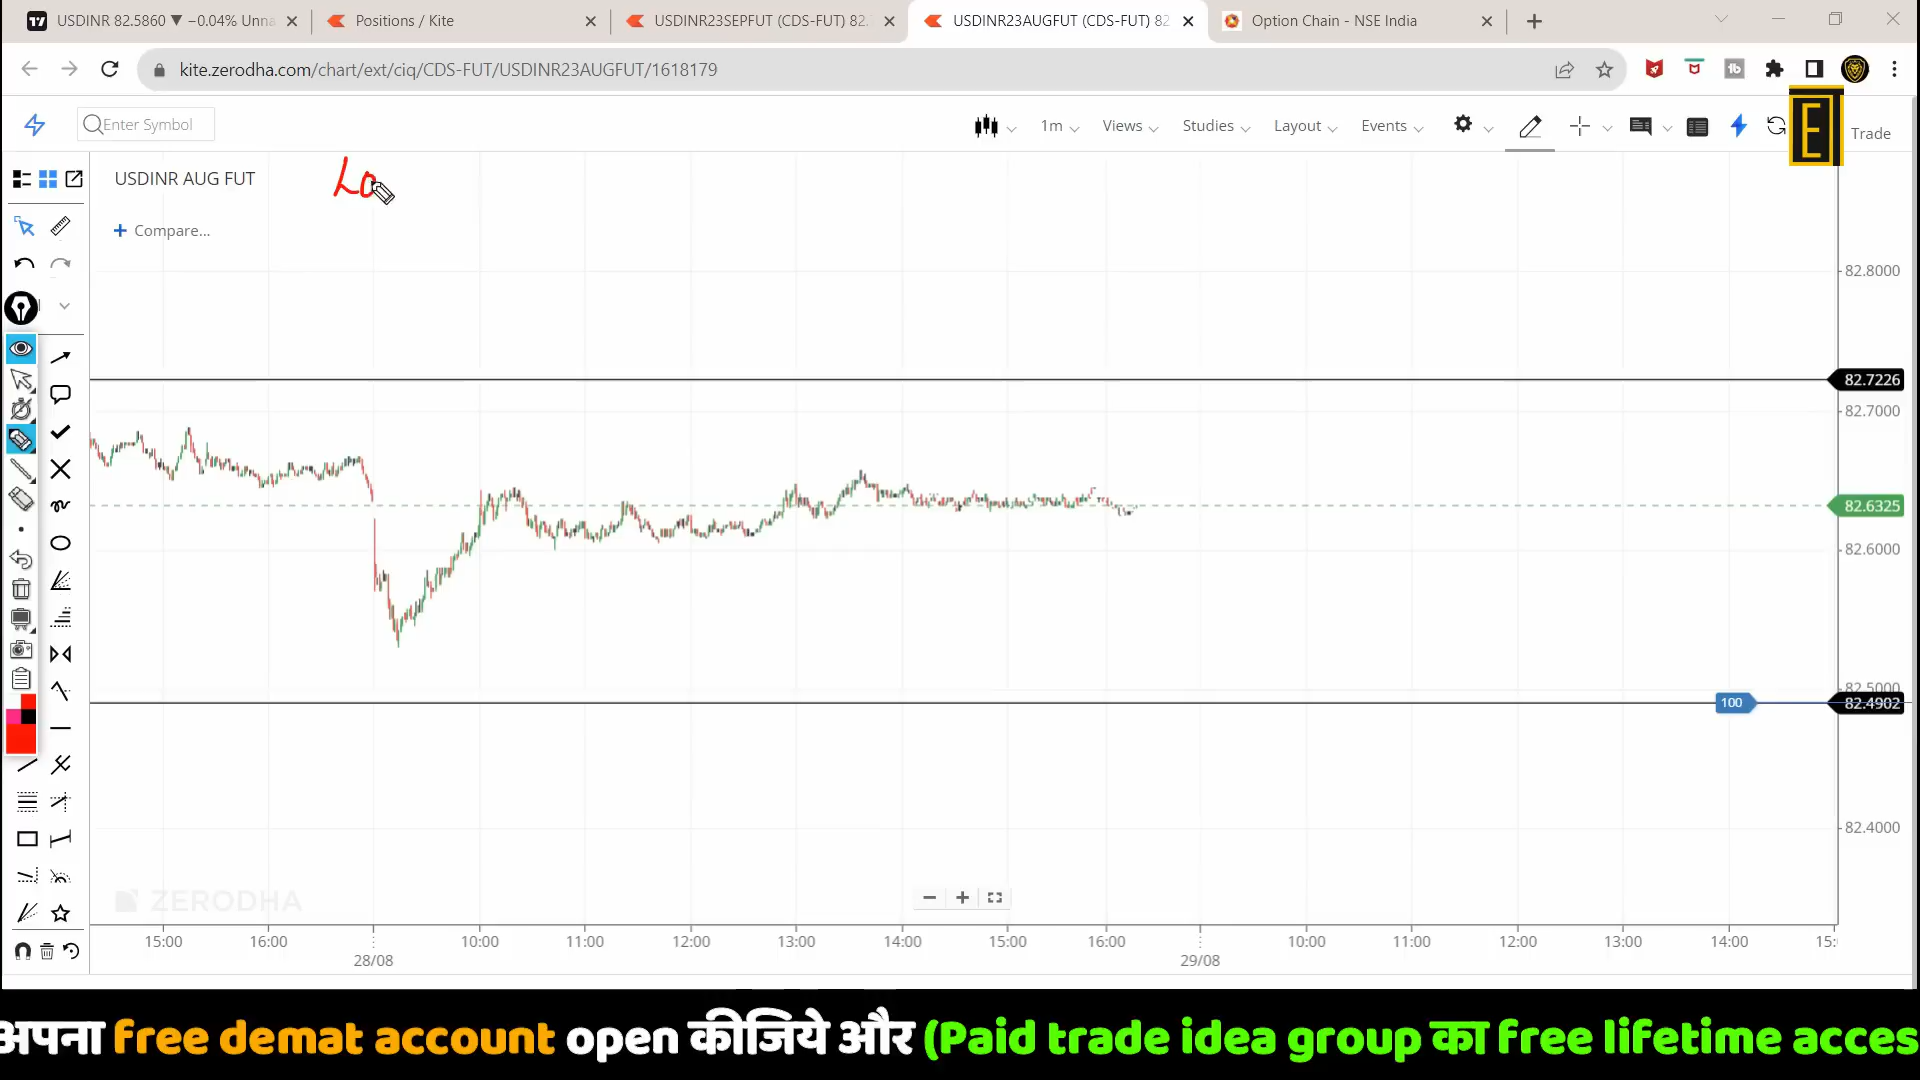 USDINR 82.5860 ▼ −0.04% Unna
Positions / Kite
USDINR23SEPFUT (CDS-FUT) 82.
USDINR23AUGFUT (CDS-FUT) 82
Option Chain - NSE India
kite.zerodha.com/chart/ext/ciq/CDS-FUT/USDINR23AUGFUT/1618179
Enter Symbol
1m
Views
Studies
Layout
Events
E
Trade
USDINR AUG FUT
Lo
+ Compare...
82.8000
82.7226
82.7000
82.6325
82.6000
82.5000
100
82.4902
82.4000
ZERODHA
15:00 16:00 10:00 11:00 12:00 13:00 14:00 15:00 16:00 10:00 11:00 12:00 13:00 14:00 15:
28/08 29/08
अपना free demat account open कीजिये और (Paid trade idea group का free lifetime acces